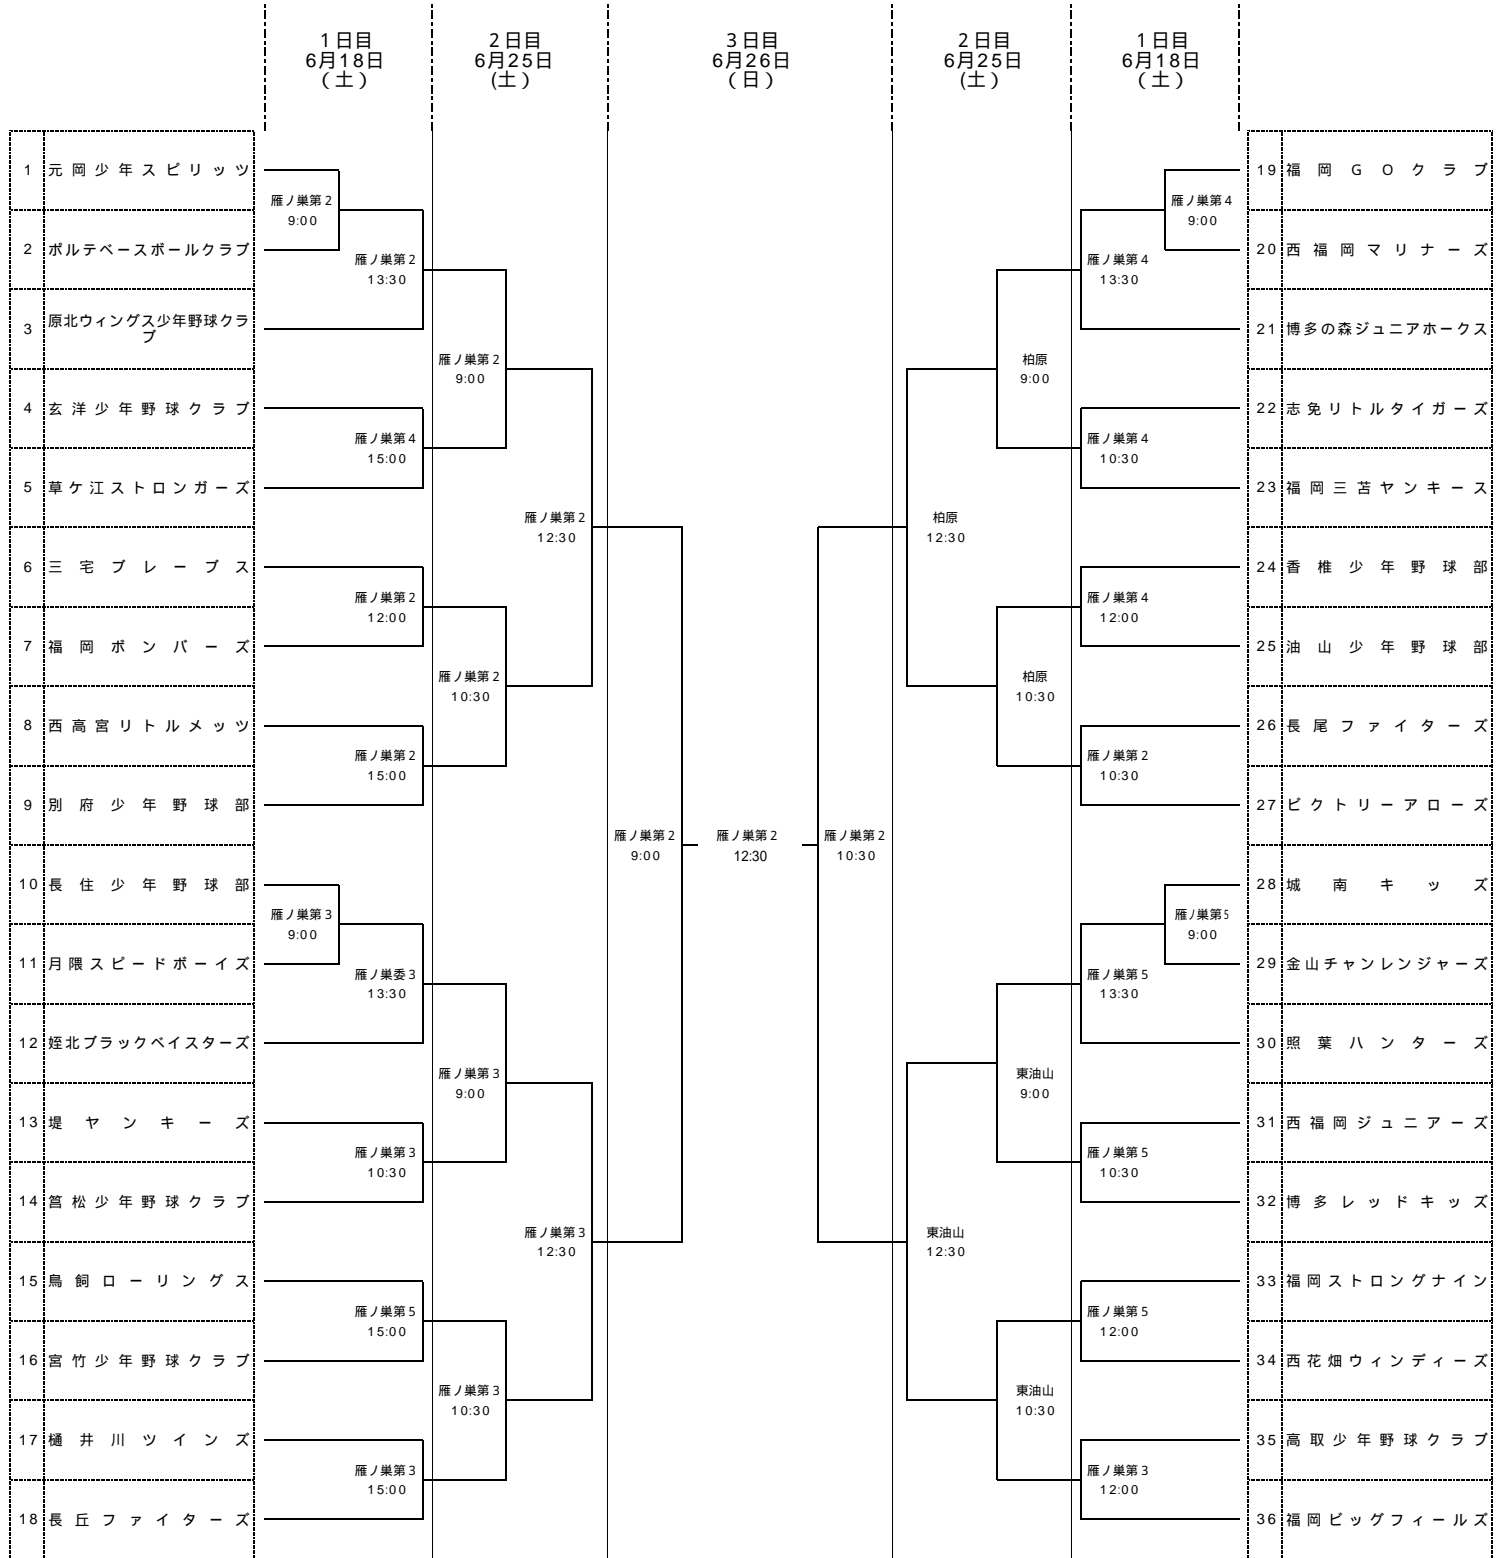 1日目
6月18日
（土）
2日目
6月25日
(土)
3日目
6月26日
（日）
2日目
6月25日
(土)
1日目
6月18日
（土）
1 元岡少年スピリッツ
2 ポルテベースボールクラブ
3 原北ウィングス少年野球クラ
ブ
4 玄洋少年野球クラブ
5 草ケ江ストロンガーズ
6 三宅ブレーブス
7 福岡ボンバーズ
8 西高宮リトルメッツ
9 別府少年野球部
10 長住少年野球部
11 月隈スピードボーイズ
12 姪北ブラックベイスターズ
13 堤ヤンキーズ
14 筥松少年野球クラブ
15 鳥飼ローリングス
16 宮竹少年野球クラブ
17 樋井川ツインズ
18 長丘ファイターズ
雁ノ巣第2
9:00
雁ノ巣第3
9:00
雁ノ巣第2
13:30
雁ノ巣第4
15:00
雁ノ巣第2
12:00
雁ノ巣第2
15:00
雁ノ巣委3
13:30
雁ノ巣第3
10:30
雁ノ巣第5
15:00
雁ノ巣第3
15:00
雁ノ巣第2
9:00
雁ノ巣第2
10:30
雁ノ巣第3
9:00
雁ノ巣第3
10:30
雁ノ巣第2
12:30
雁ノ巣第3
12:30
雁ノ巣第2
9:00
雁ノ巣第2
12:30
雁ノ巣第2
10:30
柏原
12:30
東油山
12:30
柏原
9:00
柏原
10:30
東油山
9:00
東油山
10:30
雁ノ巣第4
13:30
雁ノ巣第4
10:30
雁ノ巣第4
12:00
雁ノ巣第2
10:30
雁ノ巣第5
13:30
雁ノ巣第5
10:30
雁ノ巣第5
12:00
雁ノ巣第3
12:00
雁ノ巣第4
9:00
雁ノ巣第5
9:00
19 福岡GOクラブ
20 西福岡マリナーズ
21 博多の森ジュニアホークス
22 志免リトルタイガーズ
23 福岡三苫ヤンキース
24 香椎少年野球部
25 油山少年野球部
26 長尾ファイターズ
27 ビクトリーアローズ
28 城南キッズ
29 金山チャンレンジャーズ
30 照葉ハンターズ
31 西福岡ジュニアーズ
32 博多レッドキッズ
33 福岡ストロングナイン
34 西花畑ウィンディーズ
35 高取少年野球クラブ
36 福岡ビッグフィールズ